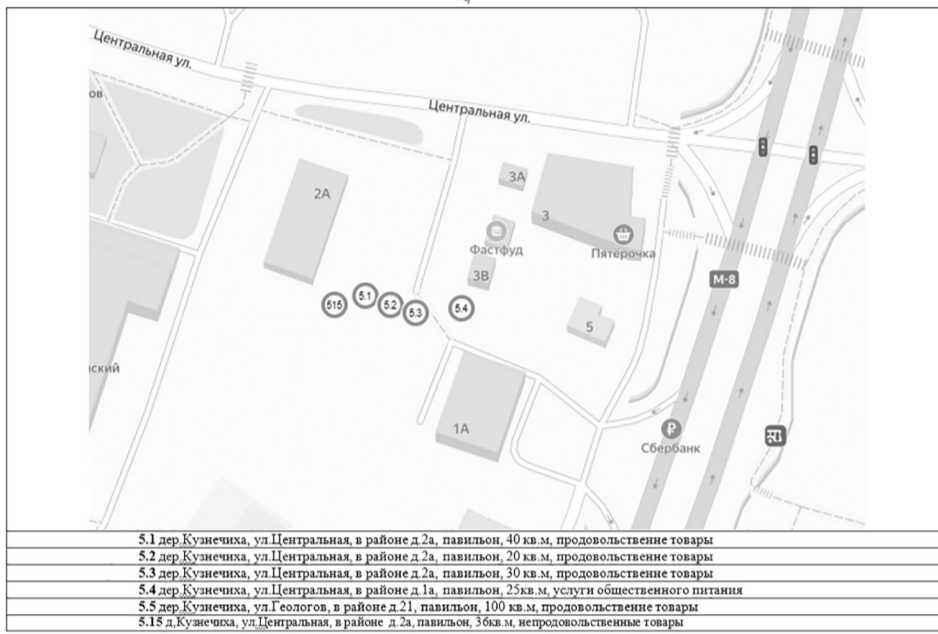 4
Центральная ул.
ов
Центральная ул.
2А
3А
3
Фастфуд
Пятёрочка
3В
М-8
515
5.1
5.2
5.3
5.4
5
ский
1А
Сбербанк
5.1 дер.Кузнечиха, ул.Центральная, в районе д.2а, павильон, 40 кв.м, продовольственне товары
5.2 дер.Кузнечиха, ул.Центральная, в районе д.2а, павильон, 20 кв.м, продовольственне товары
5.3 дер.Кузнечиха, ул.Центральная, в районе д.2а, павильон, 30 кв.м, продовольственне товары
5.4 дер.Кузнечиха, ул.Центральная, в районе д.1а, павильон, 25кв.м, услуги общественного питания
5.5 дер.Кузнечиха, ул.Геологов, в районе д.21, павильон, 100 кв.м, продовольственне товары
5.15 д,Кузнечиха, ул.Центральная, в районе д.2а, павильон, 36кв.м, непродовольственные товары